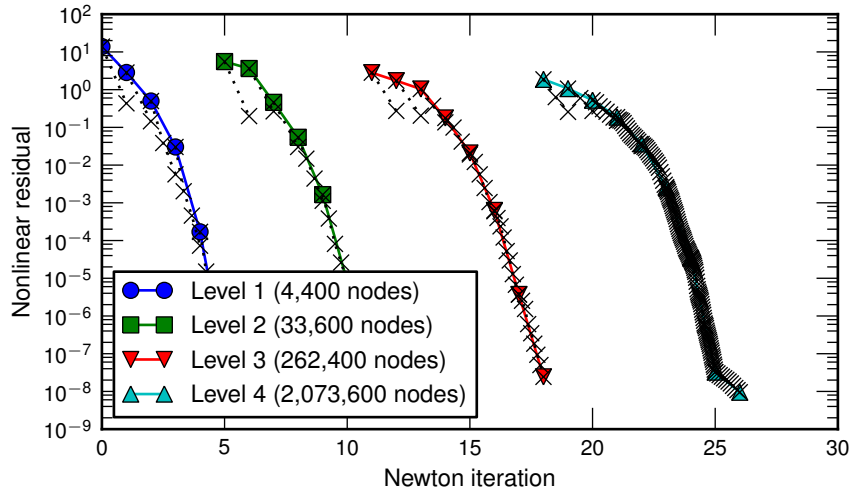 10^2
10^1
10^0
10^-1
10^-2
10^-3
10^-4
10^-5
10^-6
10^-7
10^-8
10^-9
Nonlinear residual
Level 1 (4,400 nodes)
Level 2 (33,600 nodes)
Level 3 (262,400 nodes)
Level 4 (2,073,600 nodes)
0 5 10 15 20 25 30
Newton iteration